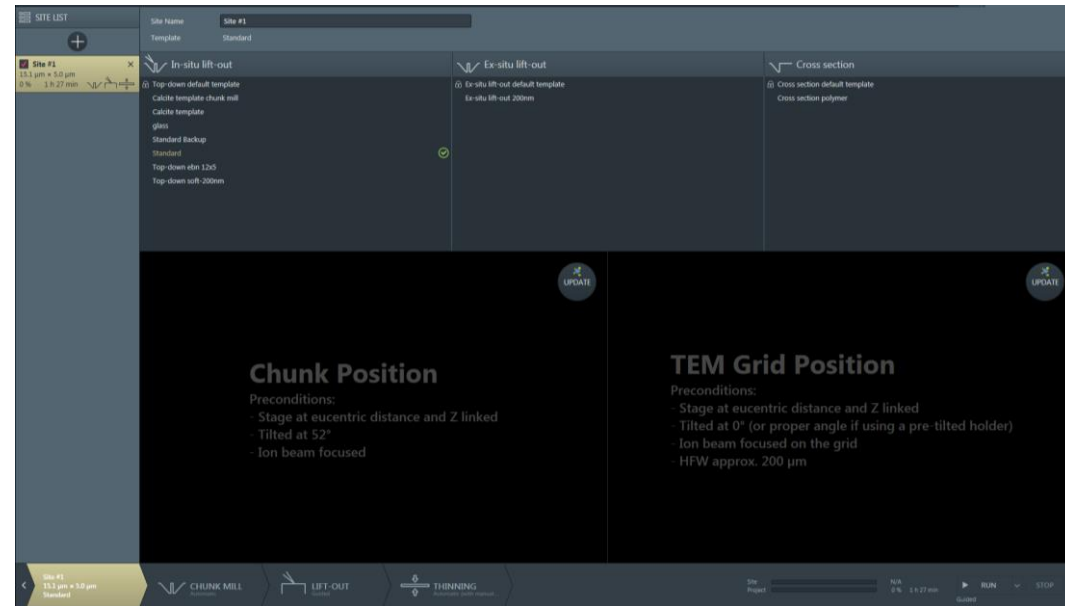 SITE LIST
Site #1
15.1 µm × 5.0 µm
0 % 1 h 27 min
Site Name Site #1
Template Standard
In-situ lift-out
Top-down default template
Calcite template chunk mill
Calcite template
glass
Standard Backup
Standard
Top-down ebn 12x5
Top-down soft-200nm
Ex-situ lift-out
Ex-situ lift-out default template
Ex-situ lift-out 200nm
Cross section
Cross section default template
Cross section polymer
UPDATE
Chunk Position
Preconditions:
- Stage at eucentric distance and Z linked
- Tilted at 52°
- Ion beam focused
UPDATE
TEM Grid Position
Preconditions:
- Stage at eucentric distance and Z linked
- Tilted at 0° (or proper angle if using a pre-tilted holder)
- Ion beam focused on the grid
- HFW approx. 200 µm
Site #1
15.1 µm × 5.0 µm
Standard
CHUNK MILL
Automatic
LIFT-OUT
Guided
THINNING
Automatic (with manual
Site N/A
Project 0 % 1 h 27 min
RUN
Guided
STOP